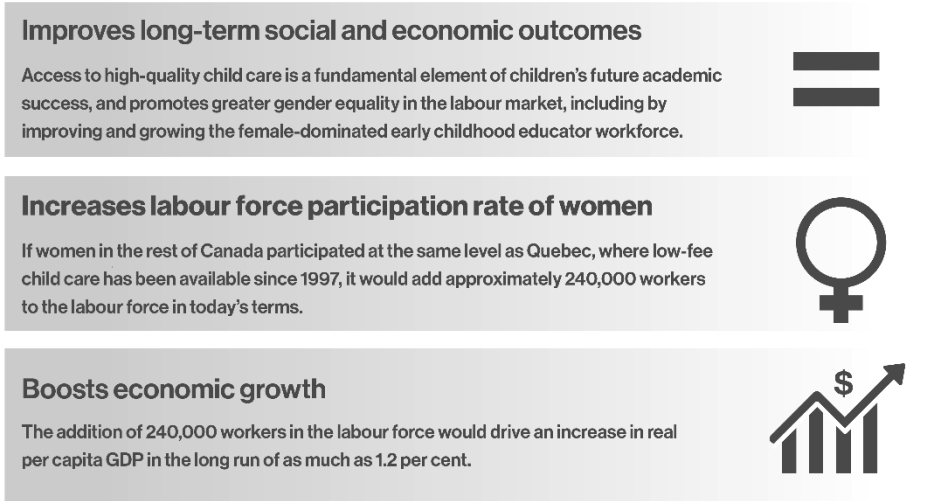 Improves long-term social and economic outcomes
Access to high-quality child care is a fundamental element of children's future academic
success, and promotes greater gender equality in the labour market, including by
improving and growing the female-dominated early childhood educator workforce.
Increases labour force participation rate of women
If women in the rest of Canada participated at the same level as Quebec, where low-fee
child care has been available since 1997, it would add approximately 240,000 workers
to the labour force in today's terms.
Boosts economic growth
$
The addition of 240,000 workers in the labour force would drive an increase in real
per capita GDP in the long run of as much as 1.2 per cent.